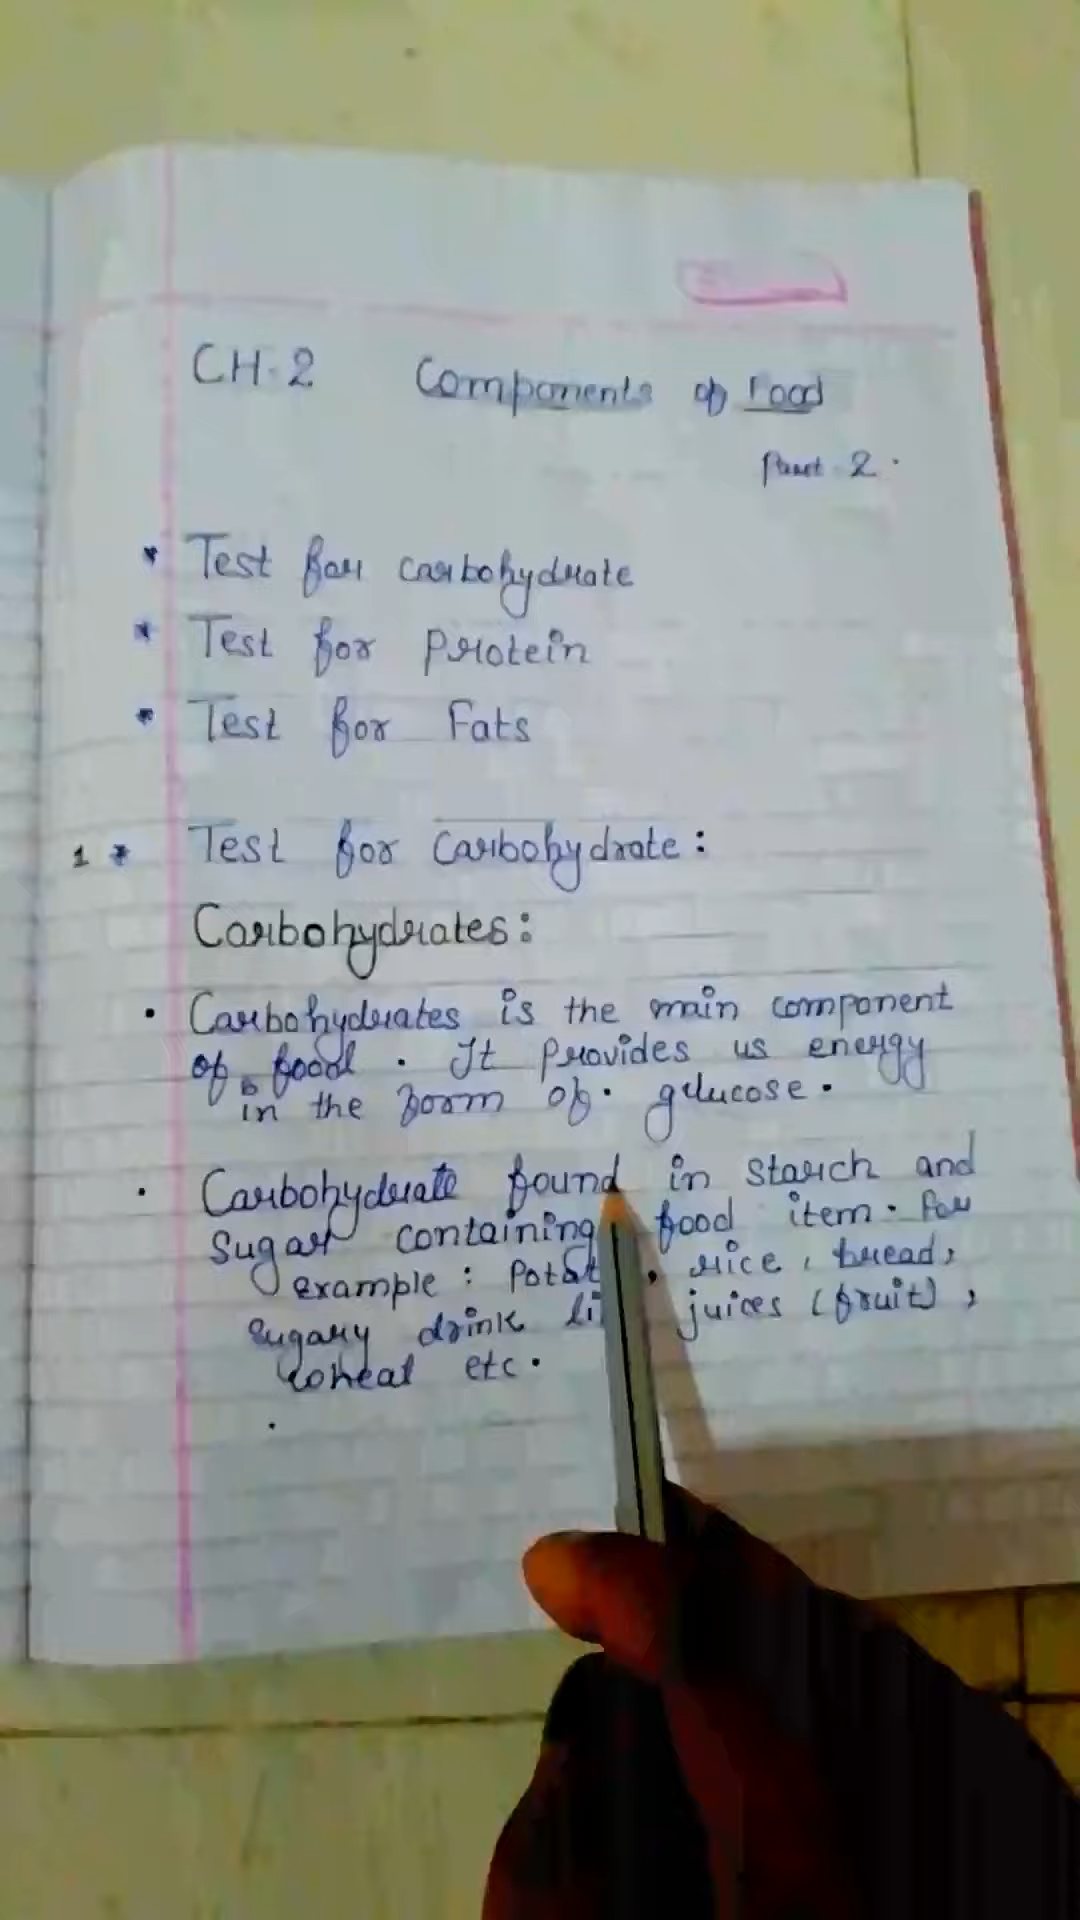 CH-2 Components of Food
Part 2.
* Test for carbohydrate
* Test for Protein
* Test for Fats
1 * Test for Carbohydrate:
Carbohydrates:
• Carbohydrates is the main component
of food. It provides us energy
in the form of. glucose.
• Carbohydrate found in starch and
Sugar containing food item. For
example: , rice, bread,
Sugary drink juices (fruit),
wheat etc.